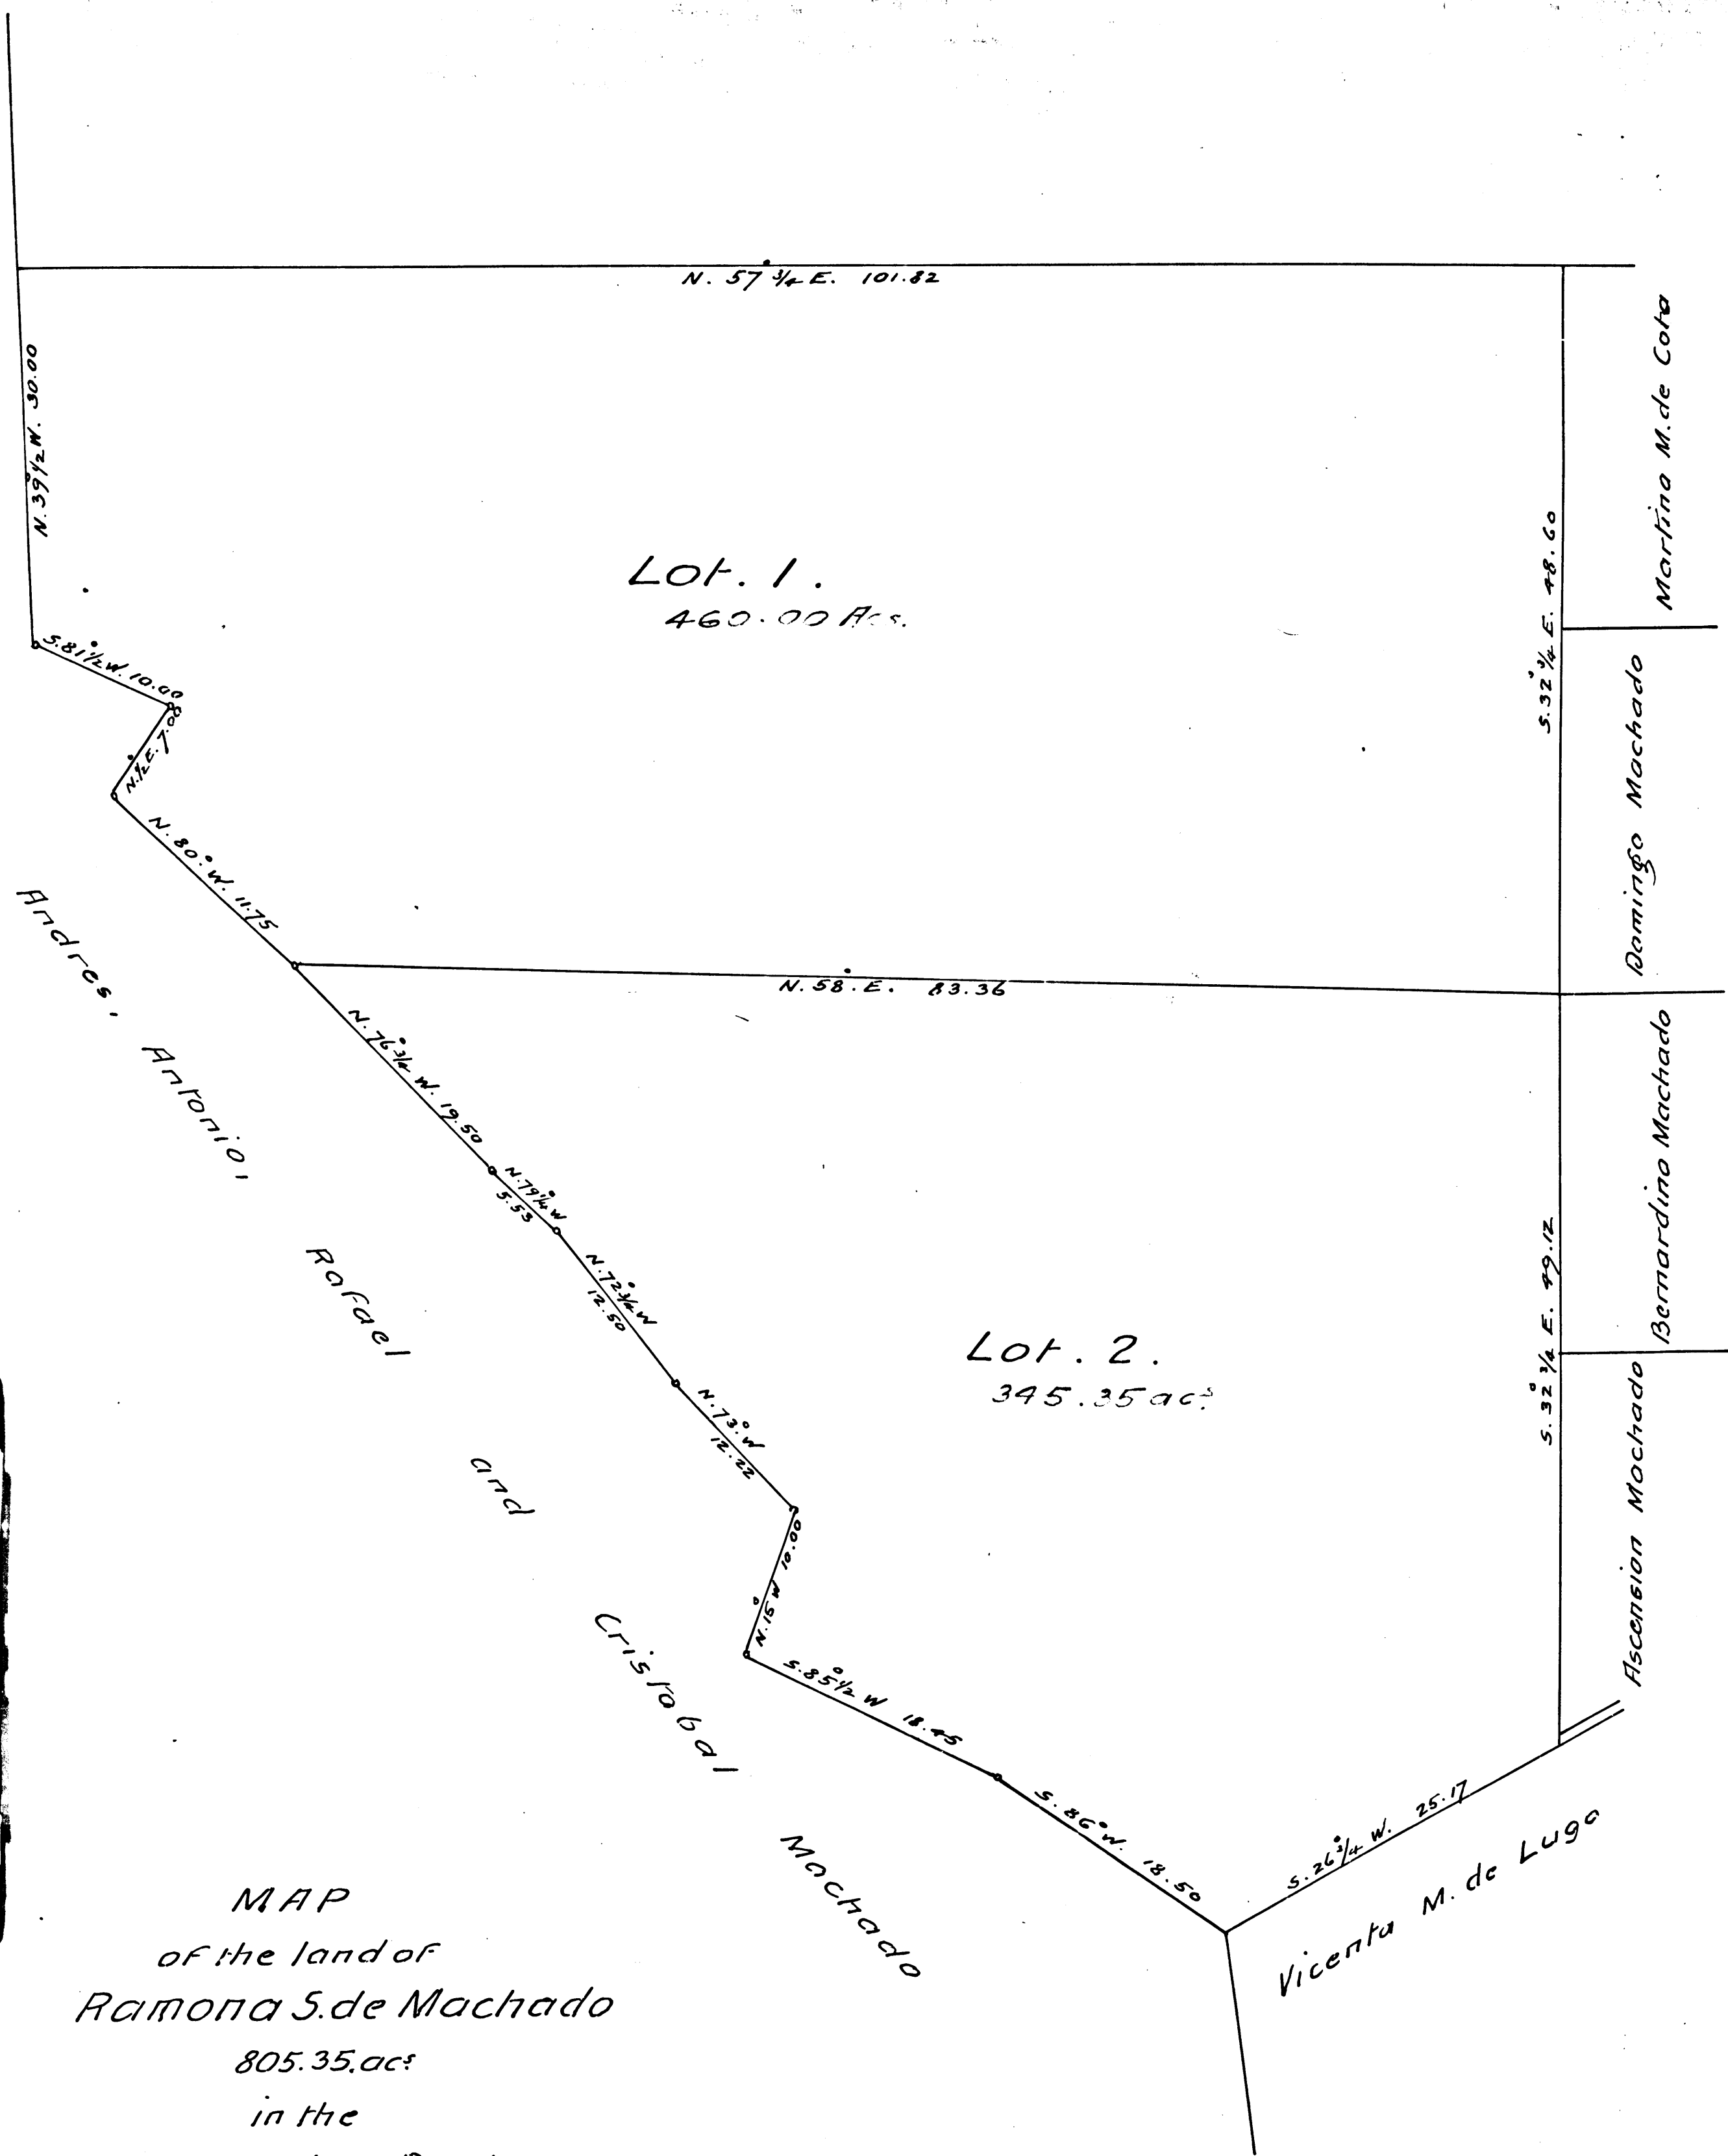 N. 57°¾ E. 101.82
N. 39°½ W. 30.00
Lot. 1.
460.00 Acs.
S. 81°½ W. 10.00
N. 80° W. 11.75
S. 32°¾ E. 48.60
Martina M. de Cota
Domingo Machado
N. 58°. E. 83.36
Andres, Antonio, Rafael and Cristobal Machado
N. 76°¾ W. 19.50
N. 79°¼ W
5.53
N. 72°¾ W
12.50
N. 73° W
12.22
Lot. 2.
345.35 acs
S. 32°¾ E. 49.12
Bernardino Machado
Ascension Machado
N. 15° W 10.00
S. 85°½ W 18.45
S. 86° W. 18.50
S. 26°¾ W. 25.17
Vicenta M. de Lugo
MAP
of the land of
Ramona S. de Machado
805.35. acs
in the